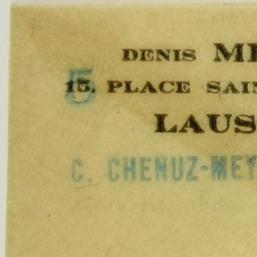 DENIS ME
5
15, PLACE SAIN
LAUS
C. CHENUZ-MEY